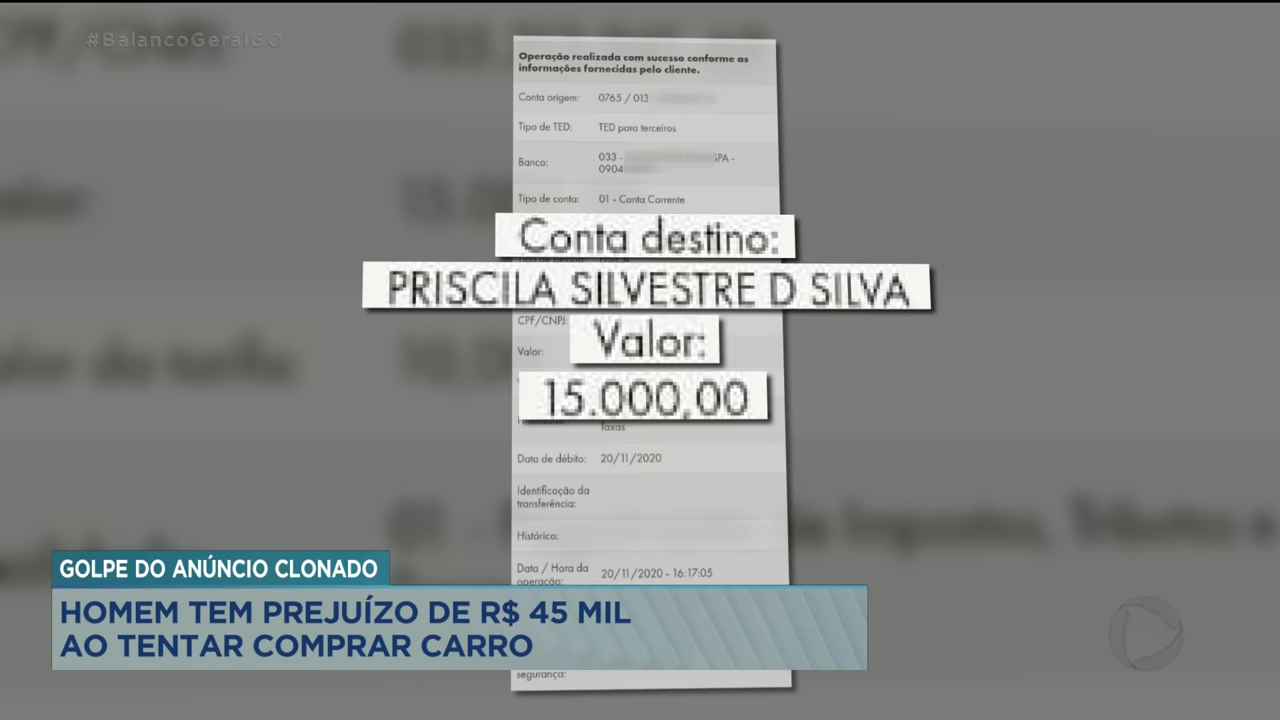 #BalancoGeralGO
Operação realizada com sucesso conforme as
informações fornecidas pelo cliente.
Conta origem: 0765 / 013
Tipo de TED: TED para terceiros
Banco: 033 - SPA -
0904
Tipo de conta: 01 - Conta Corrente
Conta destino:
PRISCILA SILVESTRE D SILVA
CPF/CNPJ:
Valor:
Valor:
15.000,00
Taxas
Data de débito: 20/11/2020
Identificação da
transferência:
Histórico:
Data / Hora da
operação: 20/11/2020 - 16:17:05
GOLPE DO ANÚNCIO CLONADO
HOMEM TEM PREJUÍZO DE R$ 45 MIL
AO TENTAR COMPRAR CARRO
segurança: